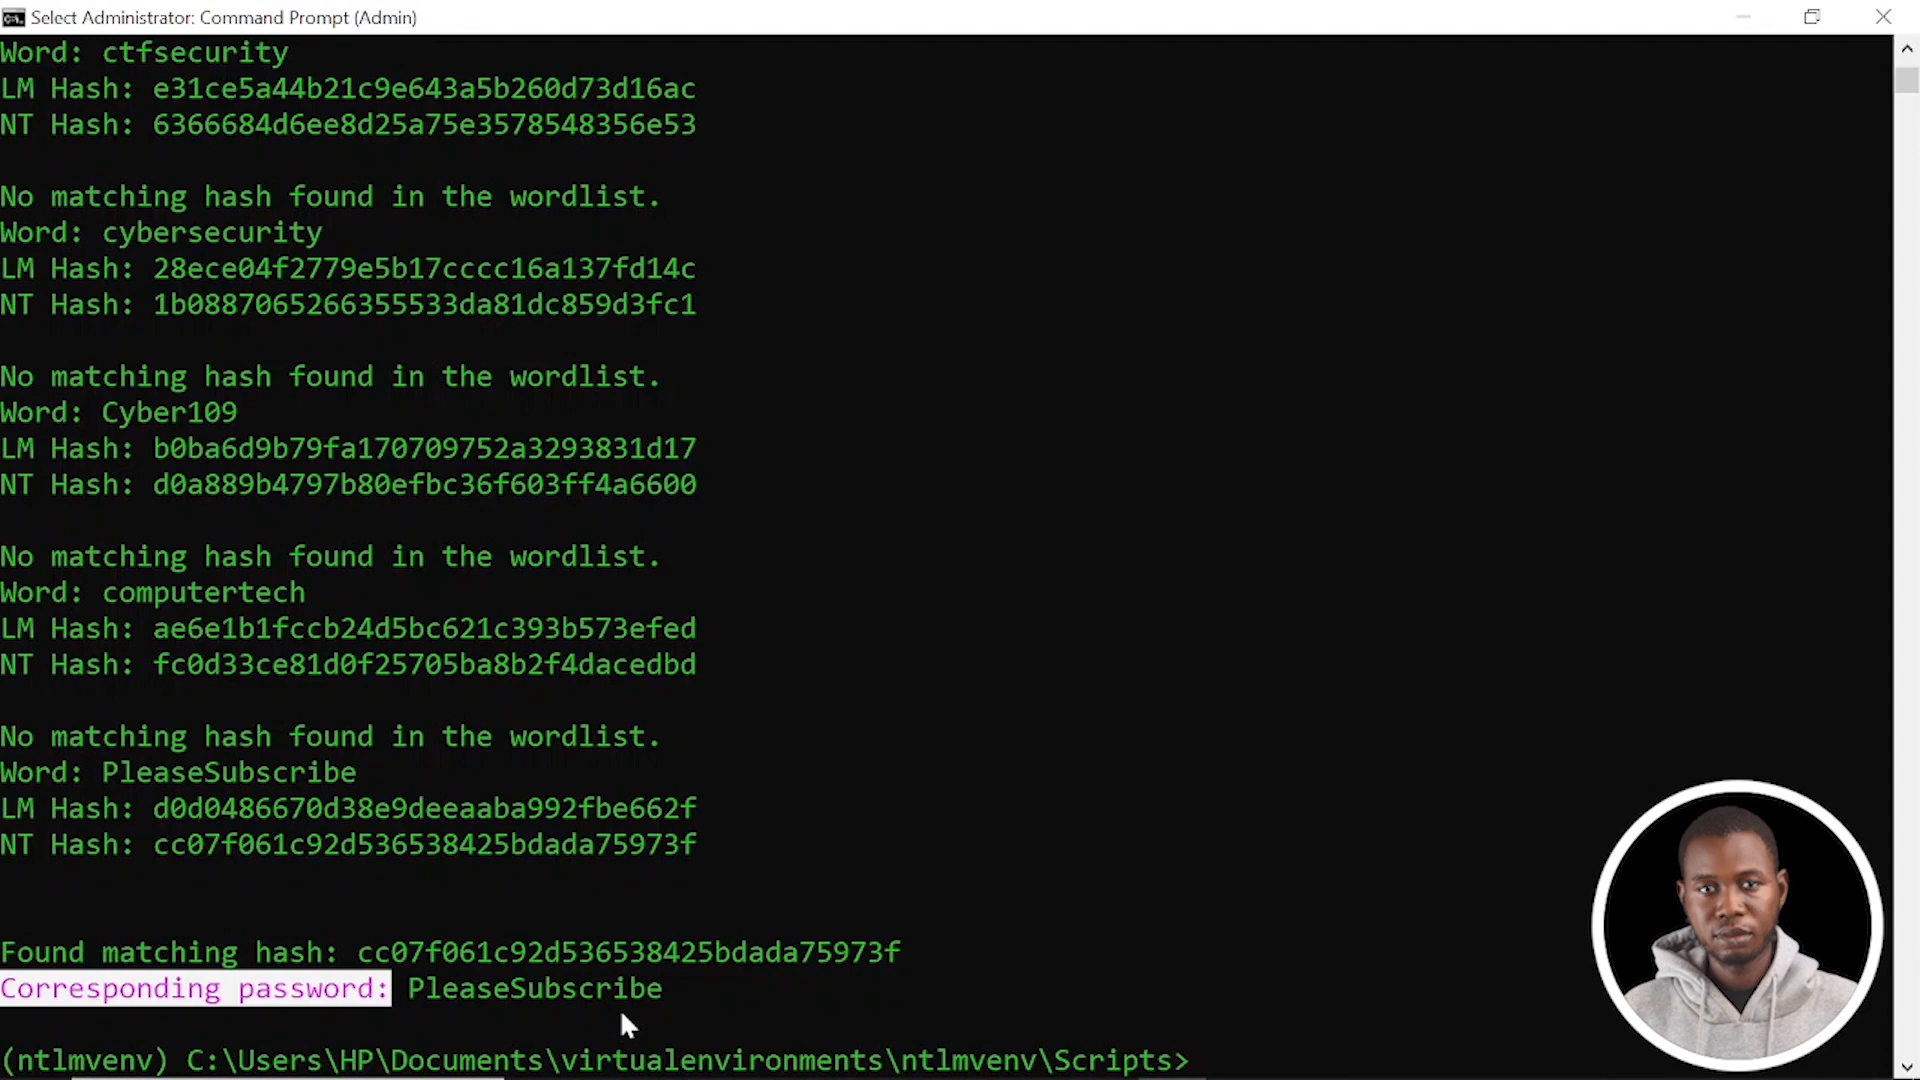 Select Administrator: Command Prompt (Admin)
Word: ctfsecurity
LM Hash: e31ce5a44b21c9e643a5b260d73d16ac
NT Hash: 6366684d6ee8d25a75e3578548356e53
No matching hash found in the wordlist.
Word: cybersecurity
LM Hash: 28ece04f2779e5b17cccc16a137fd14c
NT Hash: 1b0887065266355533da81dc859d3fc1
No matching hash found in the wordlist.
Word: Cyber109
LM Hash: b0ba6d9b79fa170709752a3293831d17
NT Hash: d0a889b4797b80efbc36f603ff4a6600
No matching hash found in the wordlist.
Word: computertech
LM Hash: ae6e1b1fccb24d5bc621c393b573efed
NT Hash: fc0d33ce81d0f25705ba8b2f4dacedbd
No matching hash found in the wordlist.
Word: PleaseSubscribe
LM Hash: d0d0486670d38e9deeaaba992fbe662f
NT Hash: cc07f061c92d536538425bdada75973f
Found matching hash: cc07f061c92d536538425bdada75973f
Corresponding password: PleaseSubscribe
(ntlmvenv) C:\Users\HP\Documents\virtualenvironments\ntlmvenv\Scripts>